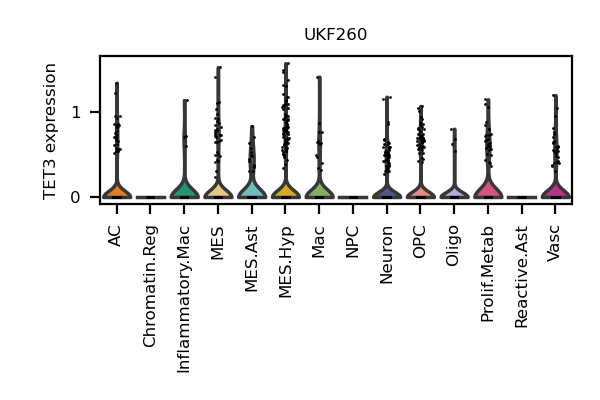 UKF260
TET3 expression
1
0
AC
Chromatin.Reg
Inflammatory.Mac
MES
MES.Ast
MES.Hyp
Mac
NPC
Neuron
OPC
Oligo
Prolif.Metab
Reactive.Ast
Vasc